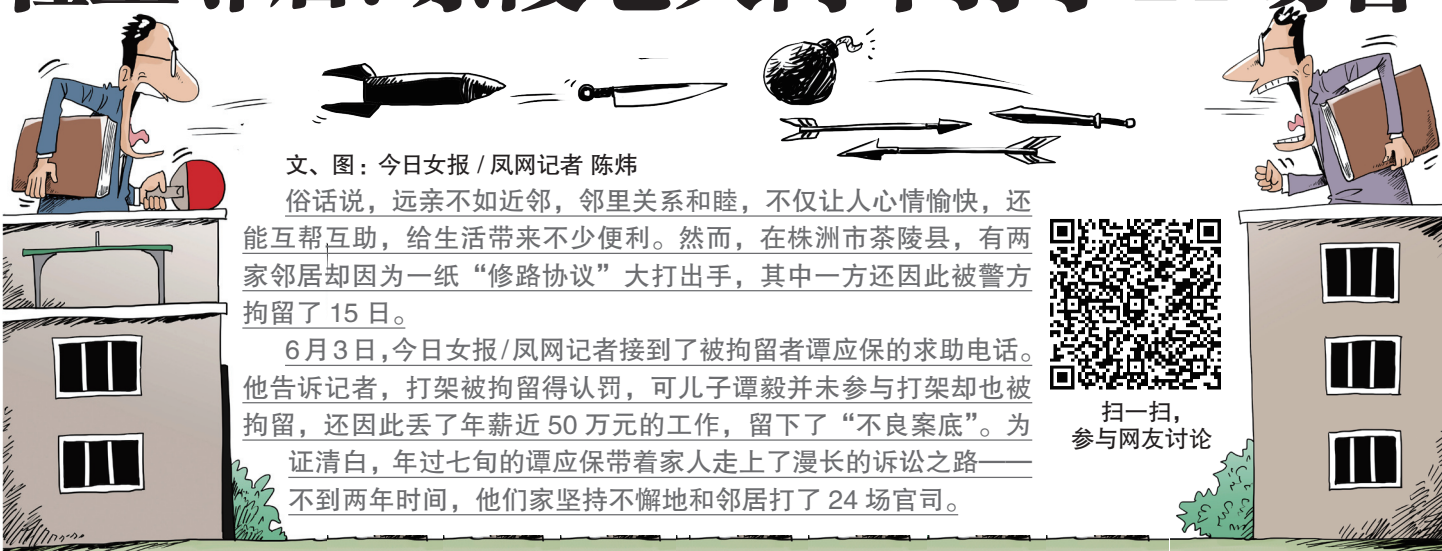 文、图：今日女报 / 凤网记者 陈炜
俗话说，远亲不如近邻，邻里关系和睦，不仅让人心情愉快，还
能互帮互助，给生活带来不少便利。然而，在株洲市茶陵县，有两
家邻居却因为一纸“修路协议”大打出手，其中一方还因此被警方
拘留了 15 日。
6月3日，今日女报/凤网记者接到了被拘留者谭应保的求助电话。
他告诉记者，打架被拘留得认罚，可儿子谭毅并未参与打架却也被
拘留，还因此丢了年薪近 50 万元的工作，留下了“不良案底”。为
证清白，年过七旬的谭应保带着家人走上了漫长的诉讼之路——
不到两年时间，他们家坚持不懈地和邻居打了 24 场官司。
扫一扫，
参与网友讨论